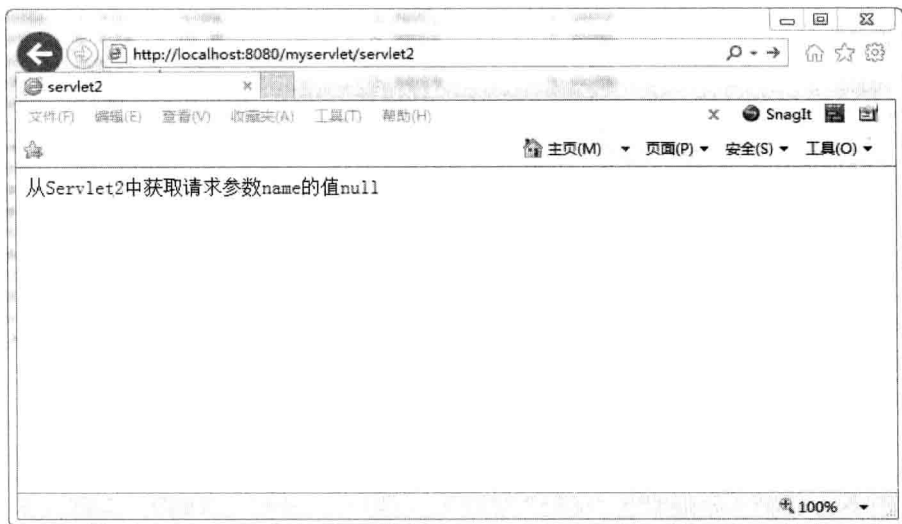 http://localhost:8080/myservlet/servlet2
servlet2
文件(F) 编辑(E) 查看(V) 收藏夹(A) 工具(T) 帮助(H)
x SnagIt
主页(M) 页面(P) 安全(S) 工具(O)
从Servlet2中获取请求参数name的值null
100%